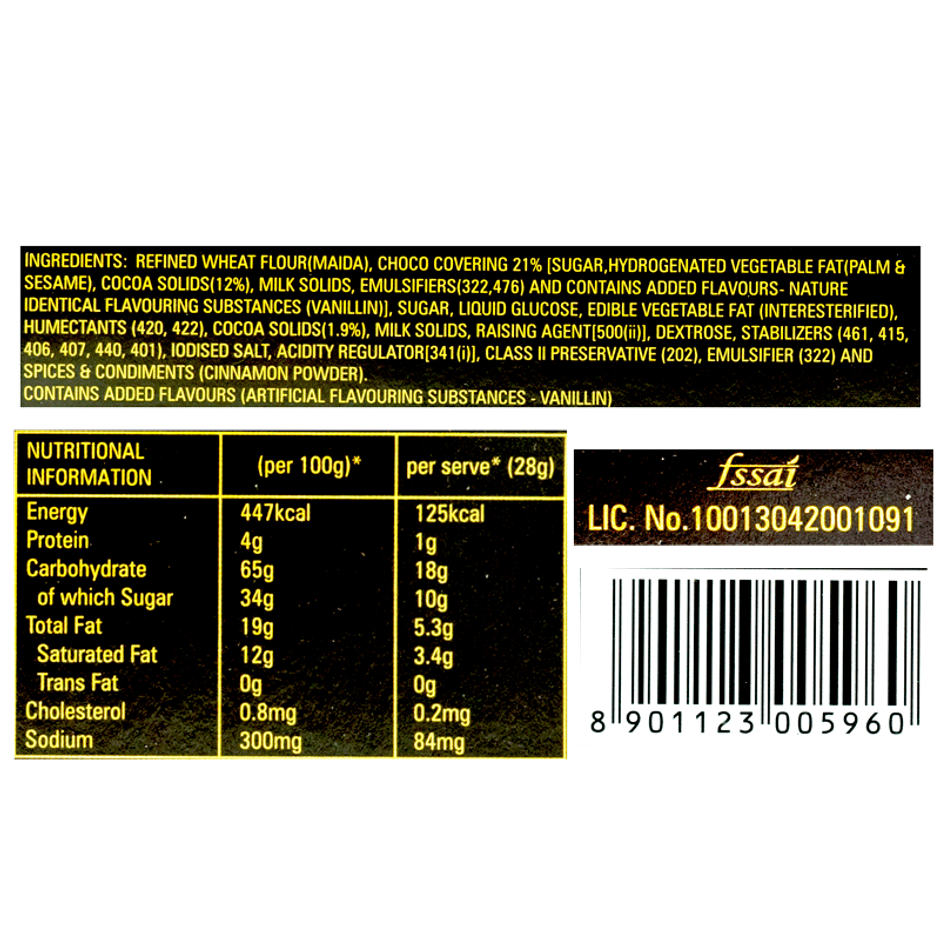 INGREDIENTS: REFINED WHEAT FLOUR(MAIDA), CHOCO COVERING 21% [SUGAR,HYDROGENATED VEGETABLE FAT(PALM &
SESAME), COCOA SOLIDS(12%), MILK SOLIDS, EMULSIFIERS(322,476) AND CONTAINS ADDED FLAVOURS- NATURE
IDENTICAL FLAVOURING SUBSTANCES (VANILLIN)], SUGAR, LIQUID GLUCOSE, EDIBLE VEGETABLE FAT (INTERESTERIFIED),
HUMECTANTS (420, 422), COCOA SOLIDS(1.9%), MILK SOLIDS, RAISING AGENT[500(ii)], DEXTROSE, STABILIZERS (461, 415,
406, 407, 440, 401), IODISED SALT, ACIDITY REGULATOR[341(i)], CLASS II PRESERVATIVE (202), EMULSIFIER (322) AND
SPICES & CONDIMENTS (CINNAMON POWDER).
CONTAINS ADDED FLAVOURS (ARTIFICIAL FLAVOURING SUBSTANCES - VANILLIN)
NUTRITIONAL
INFORMATION (per 100g)* per serve* (28g)
Energy 447kcal 125kcal
Protein 4g 1g
Carbohydrate 65g 18g
of which Sugar 34g 10g
Total Fat 19g 5.3g
Saturated Fat 12g 3.4g
Trans Fat 0g 0g
Cholesterol 0.8mg 0.2mg
Sodium 300mg 84mg
fssai
LIC. No.10013042001091
8 901123 005960